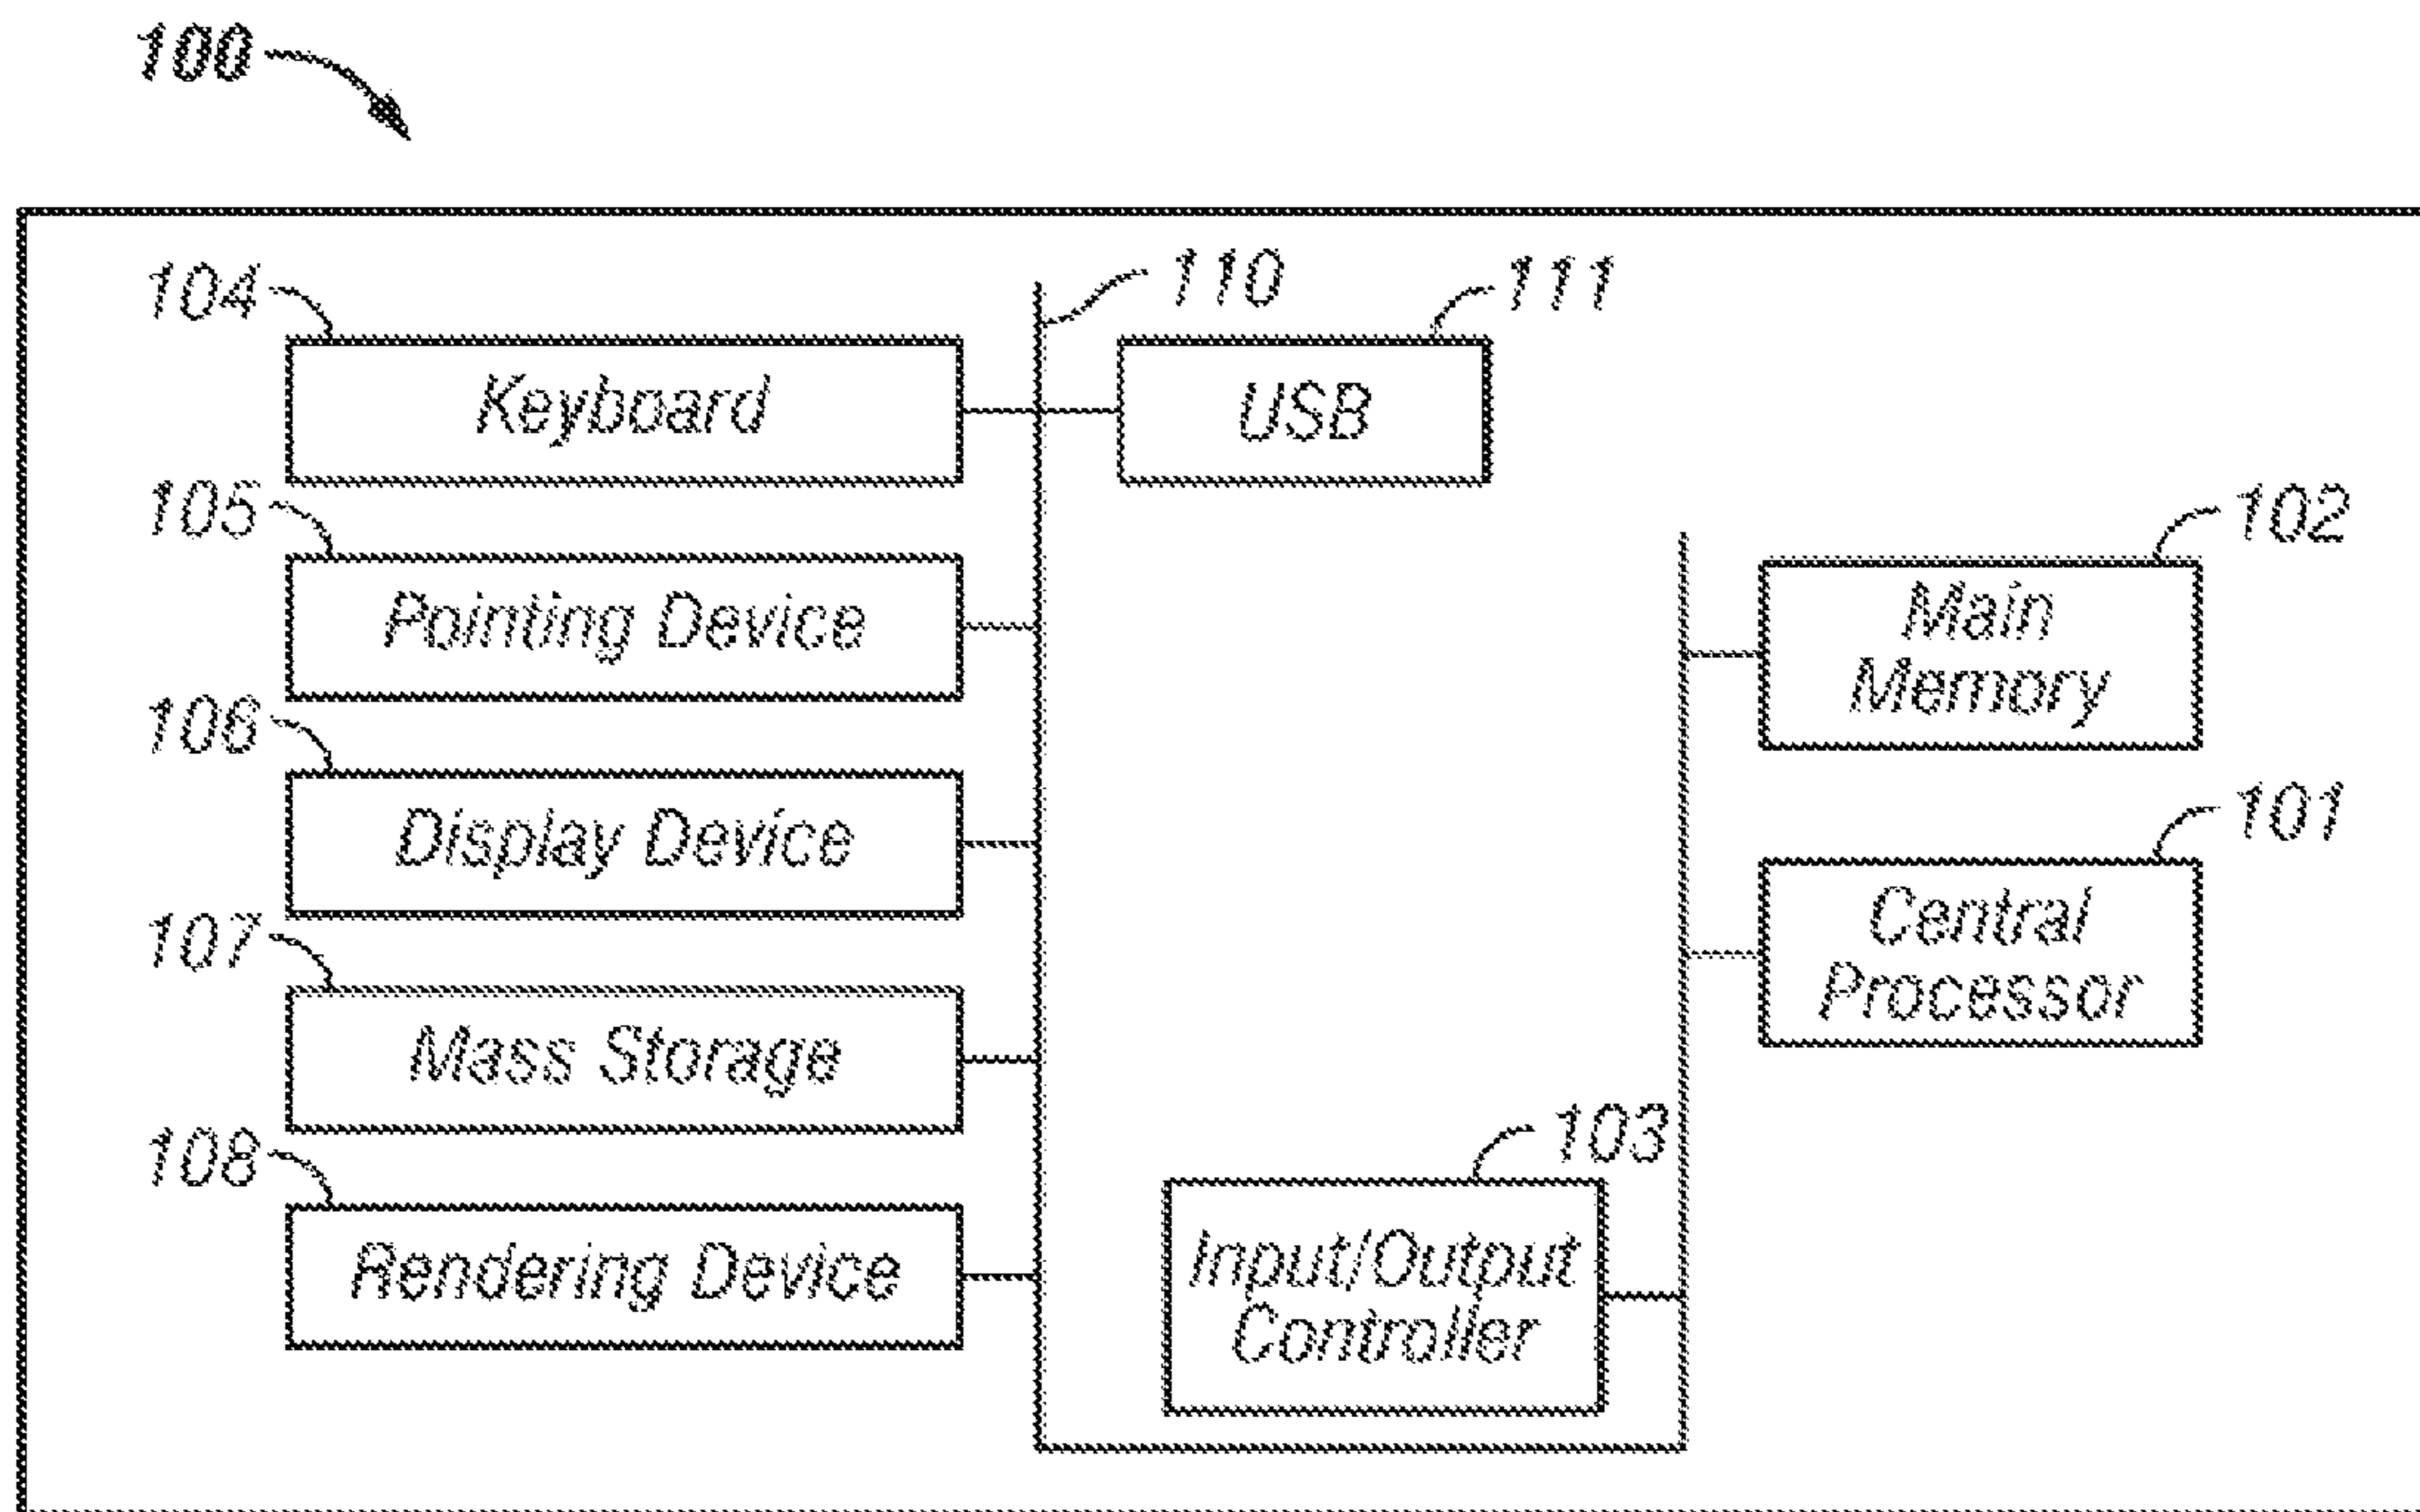 100
104
110
111
Keyboard
USB
105
102
Pointing Device
Main
Memory
106
101
Display Device
Central
Processor
107
Mass Storage
103
108
Rendering Device
Input/Output
Controller